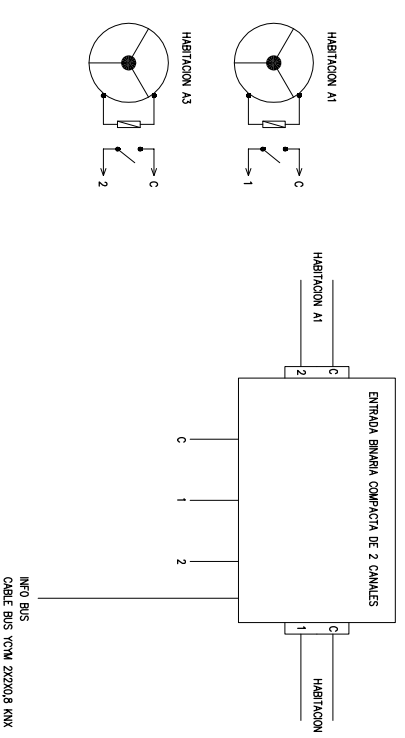 HABITACION A1
C
1
HABITACION A3
C
2
HABITACION A1
C
2
ENTRADA BINARIA COMPACTA DE 2 CANALES
C
1
HABITACION
C
1
2
INFO BUS
CABLE BUS YCYM 2X2X0,8 KNX